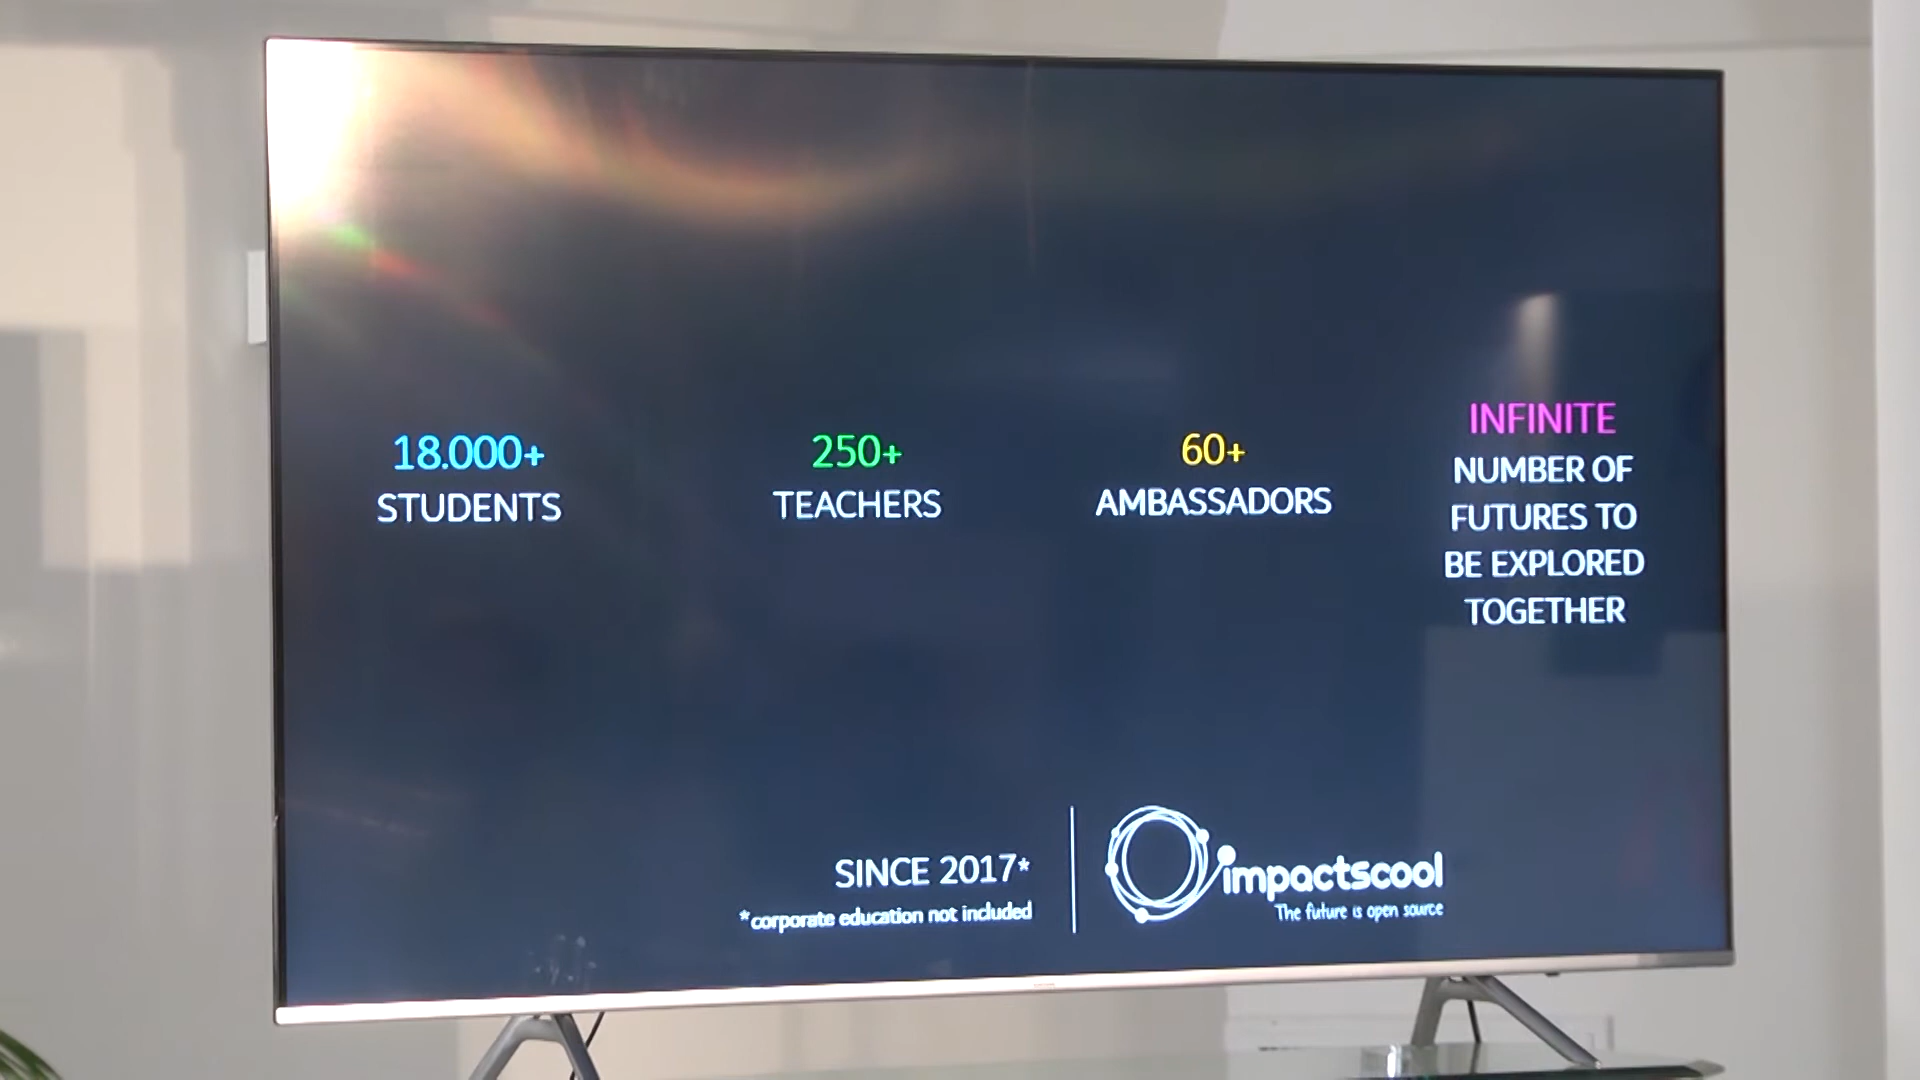 18.000+
STUDENTS
250+
TEACHERS
60+
AMBASSADORS
INFINITE
NUMBER OF
FUTURES TO
BE EXPLORED
TOGETHER
SINCE 2017*
*corporate education not included
impactscool
The future is open source